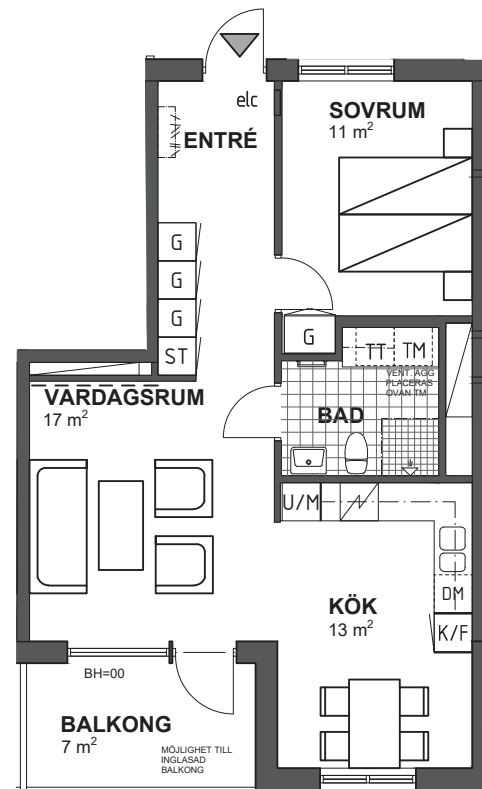 elc
SOVRUM
11 m²
ENTRÉ
G
G
G
ST
G
TT TM
VENT. AGG
PLACERAS
OVAN TM
VARDAGSRUM
17 m²
BAD
U/M
DM
K/F
KÖK
13 m²
BH=00
BALKONG
7 m²
MÖJLIGHET TILL
INGLASAD
BALKONG